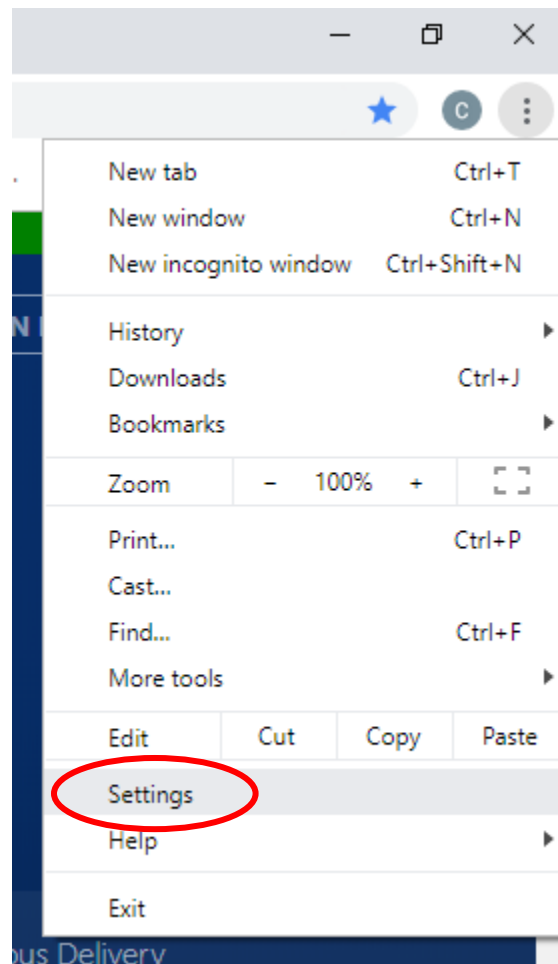 C
New tab Ctrl+T
New window Ctrl+N
New incognito window Ctrl+Shift+N
N
History
Downloads Ctrl+J
Bookmarks
Zoom - 100% +
Print... Ctrl+P
Cast...
Find... Ctrl+F
More tools
Edit Cut Copy Paste
Settings
Help
Exit
ous Delivery